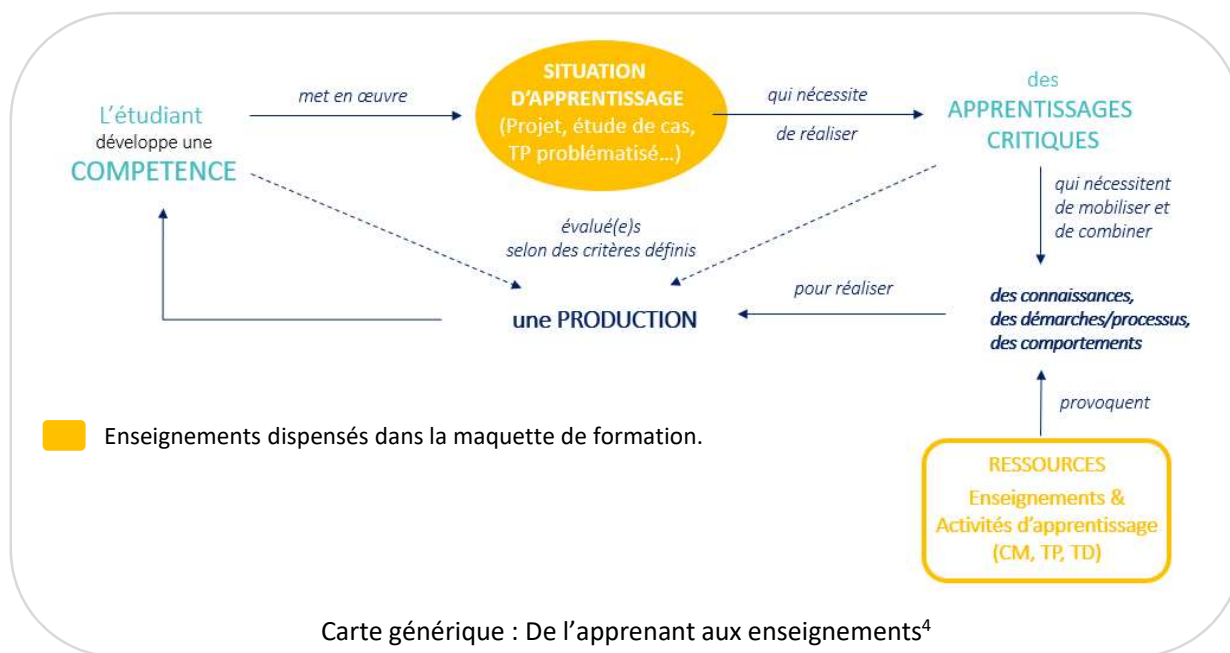 L'étudiant
développe une
COMPETENCE
met en œuvre
SITUATION
D'APPRENTISSAGE
(Projet, étude de cas,
TP problématisé…)
qui nécessite
de réaliser
des
APPRENTISSAGES
CRITIQUES
qui nécessitent
de mobiliser et
de combiner
évalué(e)s
selon des critères définis
une PRODUCTION
pour réaliser
des connaissances,
des démarches/processus,
des comportements
provoquent
Enseignements dispensés dans la maquette de formation.
RESSOURCES
Enseignements &
Activités d'apprentissage
(CM, TP, TD)
Carte générique : De l'apprenant aux enseignements⁴